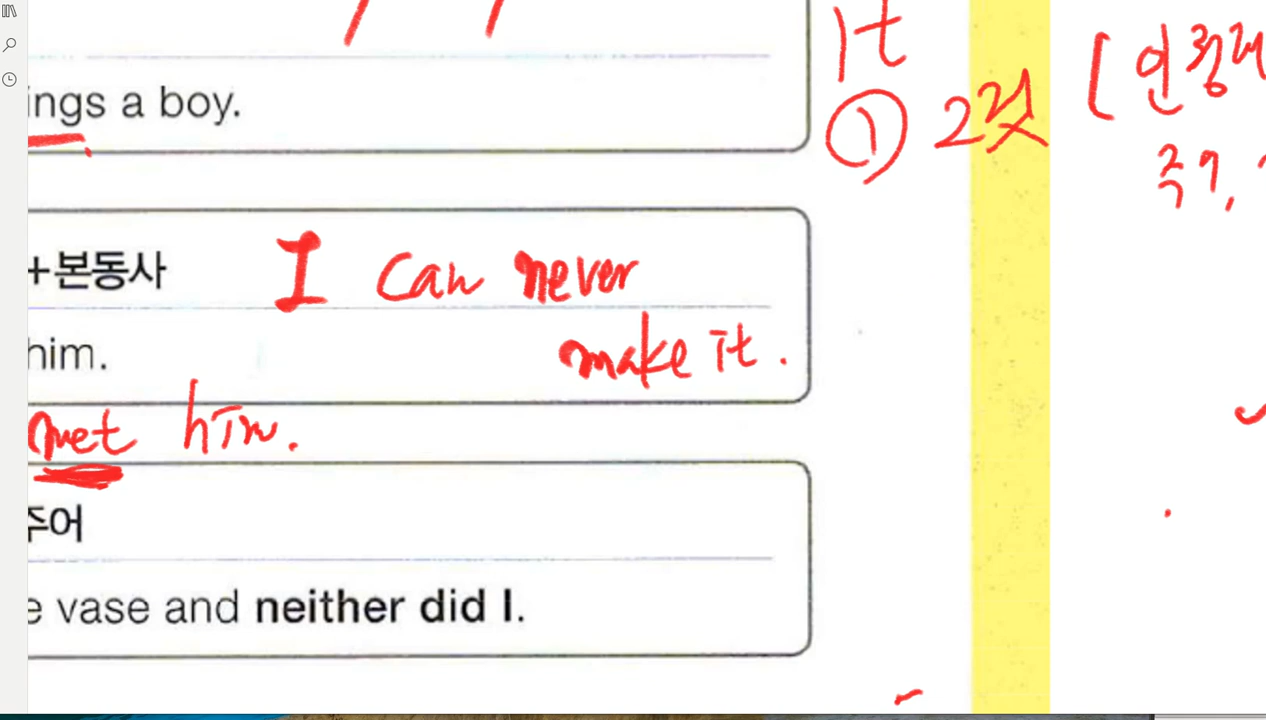 It
ings a boy.
① 그것
+본동사 I can never
him. make it.
met him.
주어
e vase and neither did I.